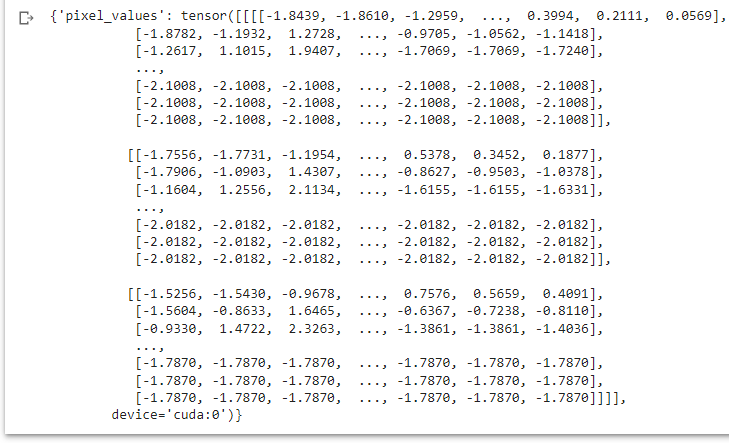 {'pixel_values': tensor([[[[-1.8439, -1.8610, -1.2959,  ...,  0.3994,  0.2111,  0.0569],
[-1.8782, -1.1932,  1.2728,  ..., -0.9705, -1.0562, -1.1418],
[-1.2617,  1.1015,  1.9407,  ..., -1.7069, -1.7069, -1.7240],
...,
[-2.1008, -2.1008, -2.1008,  ..., -2.1008, -2.1008, -2.1008],
[-2.1008, -2.1008, -2.1008,  ..., -2.1008, -2.1008, -2.1008],
[-2.1008, -2.1008, -2.1008,  ..., -2.1008, -2.1008, -2.1008]],
[[-1.7556, -1.7731, -1.1954,  ...,  0.5378,  0.3452,  0.1877],
[-1.7906, -1.0903,  1.4307,  ..., -0.8627, -0.9503, -1.0378],
[-1.1604,  1.2556,  2.1134,  ..., -1.6155, -1.6155, -1.6331],
...,
[-2.0182, -2.0182, -2.0182,  ..., -2.0182, -2.0182, -2.0182],
[-2.0182, -2.0182, -2.0182,  ..., -2.0182, -2.0182, -2.0182],
[-2.0182, -2.0182, -2.0182,  ..., -2.0182, -2.0182, -2.0182]],
[[-1.5256, -1.5430, -0.9678,  ...,  0.7576,  0.5659,  0.4091],
[-1.5604, -0.8633,  1.6465,  ..., -0.6367, -0.7238, -0.8110],
[-0.9330,  1.4722,  2.3263,  ..., -1.3861, -1.3861, -1.4036],
...,
[-1.7870, -1.7870, -1.7870,  ..., -1.7870, -1.7870, -1.7870],
[-1.7870, -1.7870, -1.7870,  ..., -1.7870, -1.7870, -1.7870],
[-1.7870, -1.7870, -1.7870,  ..., -1.7870, -1.7870, -1.7870]]]],
device='cuda:0')}